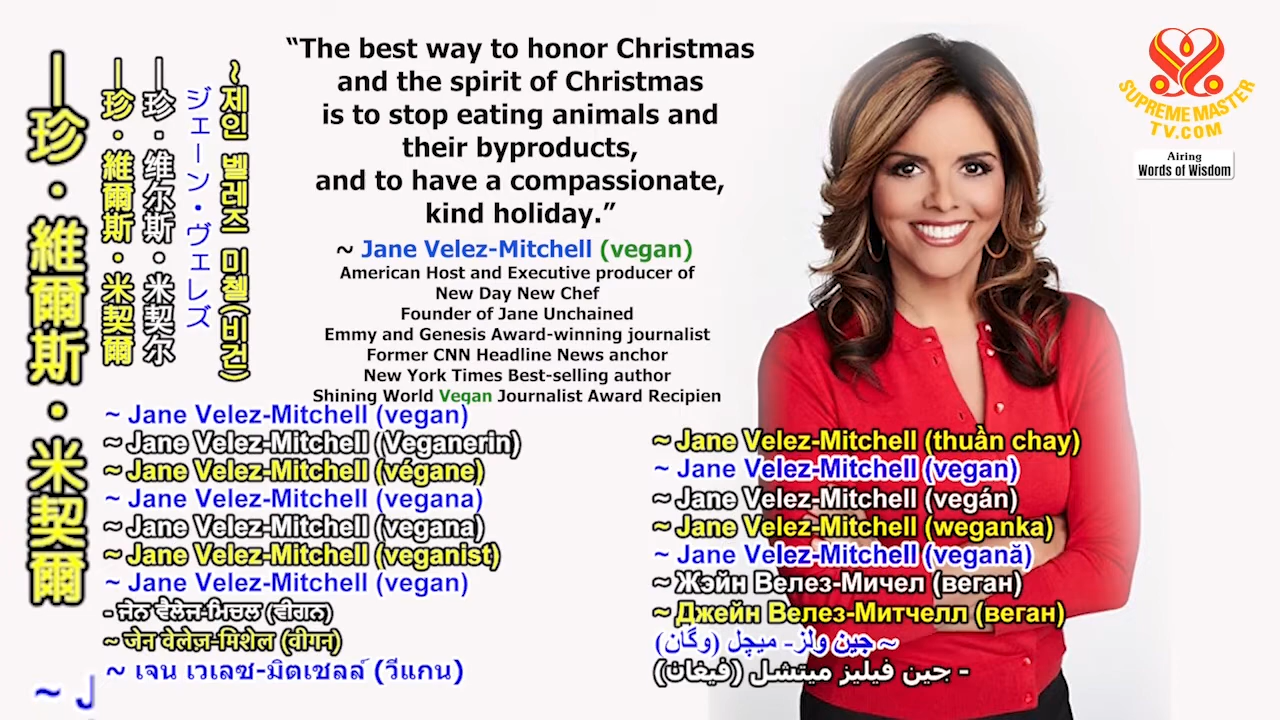 “The best way to honor Christmas
and the spirit of Christmas
is to stop eating animals and
their byproducts,
and to have a compassionate,
kind holiday.”
~ Jane Velez-Mitchell (vegan)
American Host and Executive producer of
New Day New Chef
Founder of Jane Unchained
Emmy and Genesis Award-winning journalist
Former CNN Headline News anchor
New York Times Best-selling author
Shining World Vegan Journalist Award Recipien
SUPREME MASTER
TV.COM
Airing
Words of Wisdom
—珍・維爾斯・米契爾
—珍・維爾斯・米契爾
—珍・维尔斯・米契尔
ジェーン・ヴェレズ
~제인 벨레즈 미첼(비건)
~ Jane Velez-Mitchell (vegan)
~ Jane Velez-Mitchell (Veganerin)
~ Jane Velez-Mitchell (végane)
~ Jane Velez-Mitchell (vegana)
~ Jane Velez-Mitchell (vegana)
~ Jane Velez-Mitchell (veganist)
~ Jane Velez-Mitchell (vegan)
- ਜੇਨ ਵੈਲੇਜ-ਮਿਚਲ (ਵੀਗਨ)
~ जेन वेलेज़-मिशेल (वीगन)
~ เจน เวเลซ-มิตเชลล์ (วีแกน)
~ J
~ Jane Velez-Mitchell (thuần chay)
~ Jane Velez-Mitchell (vegan)
~ Jane Velez-Mitchell (vegán)
~ Jane Velez-Mitchell (weganka)
~ Jane Velez-Mitchell (vegană)
~ Жэйн Велез-Мичел (веган)
~ Джейн Велез-Митчелл (веган)
~ جین ولز- میچل (وگان)
- جين فيليز ميتشل (فيغان)